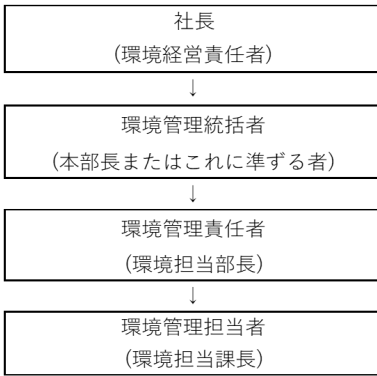 社長
(環境経営責任者)
↓
環境管理統括者
(本部長またはこれに準ずる者)
↓
環境管理責任者
(環境担当部長)
↓
環境管理担当者
(環境担当課長)